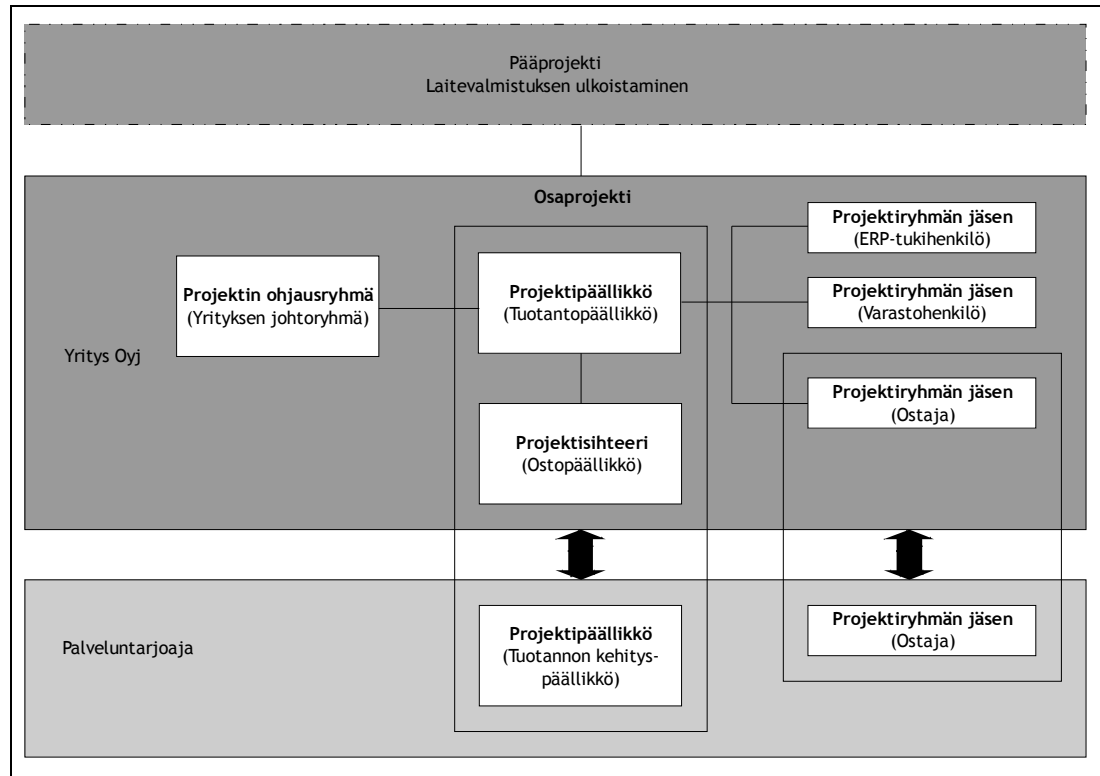 Pääprojekti
Laitevalmistuksen ulkoistaminen
Osaprojekti
Yritys Oyj
Projektin ohjausryhmä
(Yrityksen johtoryhmä)
Projektipäällikkö
(Tuotantopäällikkö)
Projektisihteeri
(Ostopäällikkö)
Projektiryhmän jäsen
(ERP-tukihenkilö)
Projektiryhmän jäsen
(Varastohenkilö)
Projektiryhmän jäsen
(Ostaja)
Palveluntarjoaja
Projektipäällikkö
(Tuotannon kehitys-
päällikkö)
Projektiryhmän jäsen
(Ostaja)